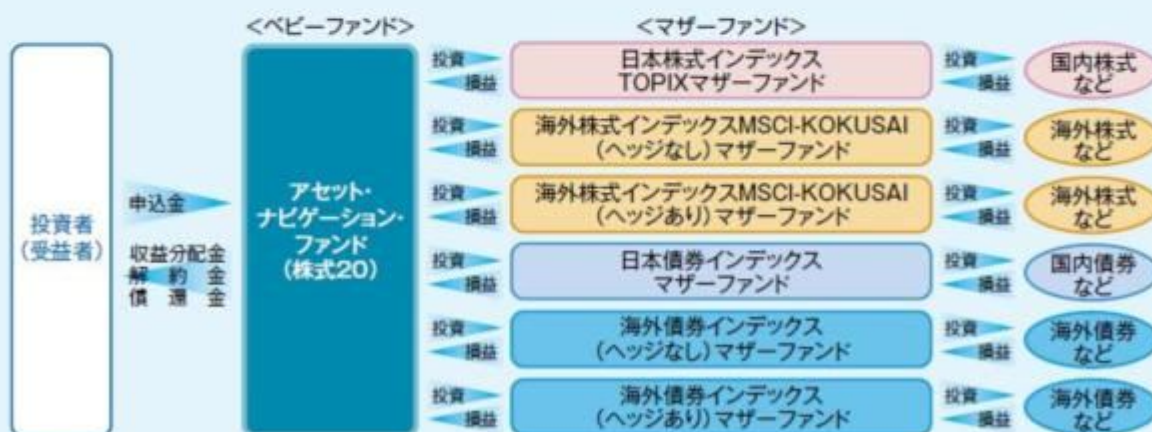 ＜ベビーファンド＞
＜マザーファンド＞
投資者
(受益者)
申込金
収益分配金
解約金
償還金
アセット・
ナビゲーション・
ファンド
(株式20)
投資
損益
日本株式インデックス
TOPIXマザーファンド
投資
損益
国内株式
など
投資
損益
海外株式インデックスMSCI-KOKUSAI
(ヘッジなし)マザーファンド
投資
損益
海外株式
など
投資
損益
海外株式インデックスMSCI-KOKUSAI
(ヘッジあり)マザーファンド
投資
損益
海外株式
など
投資
損益
日本債券インデックス
マザーファンド
投資
損益
国内債券
など
投資
損益
海外債券インデックス
(ヘッジなし)マザーファンド
投資
損益
海外債券
など
投資
損益
海外債券インデックス
(ヘッジあり)マザーファンド
投資
損益
海外債券
など